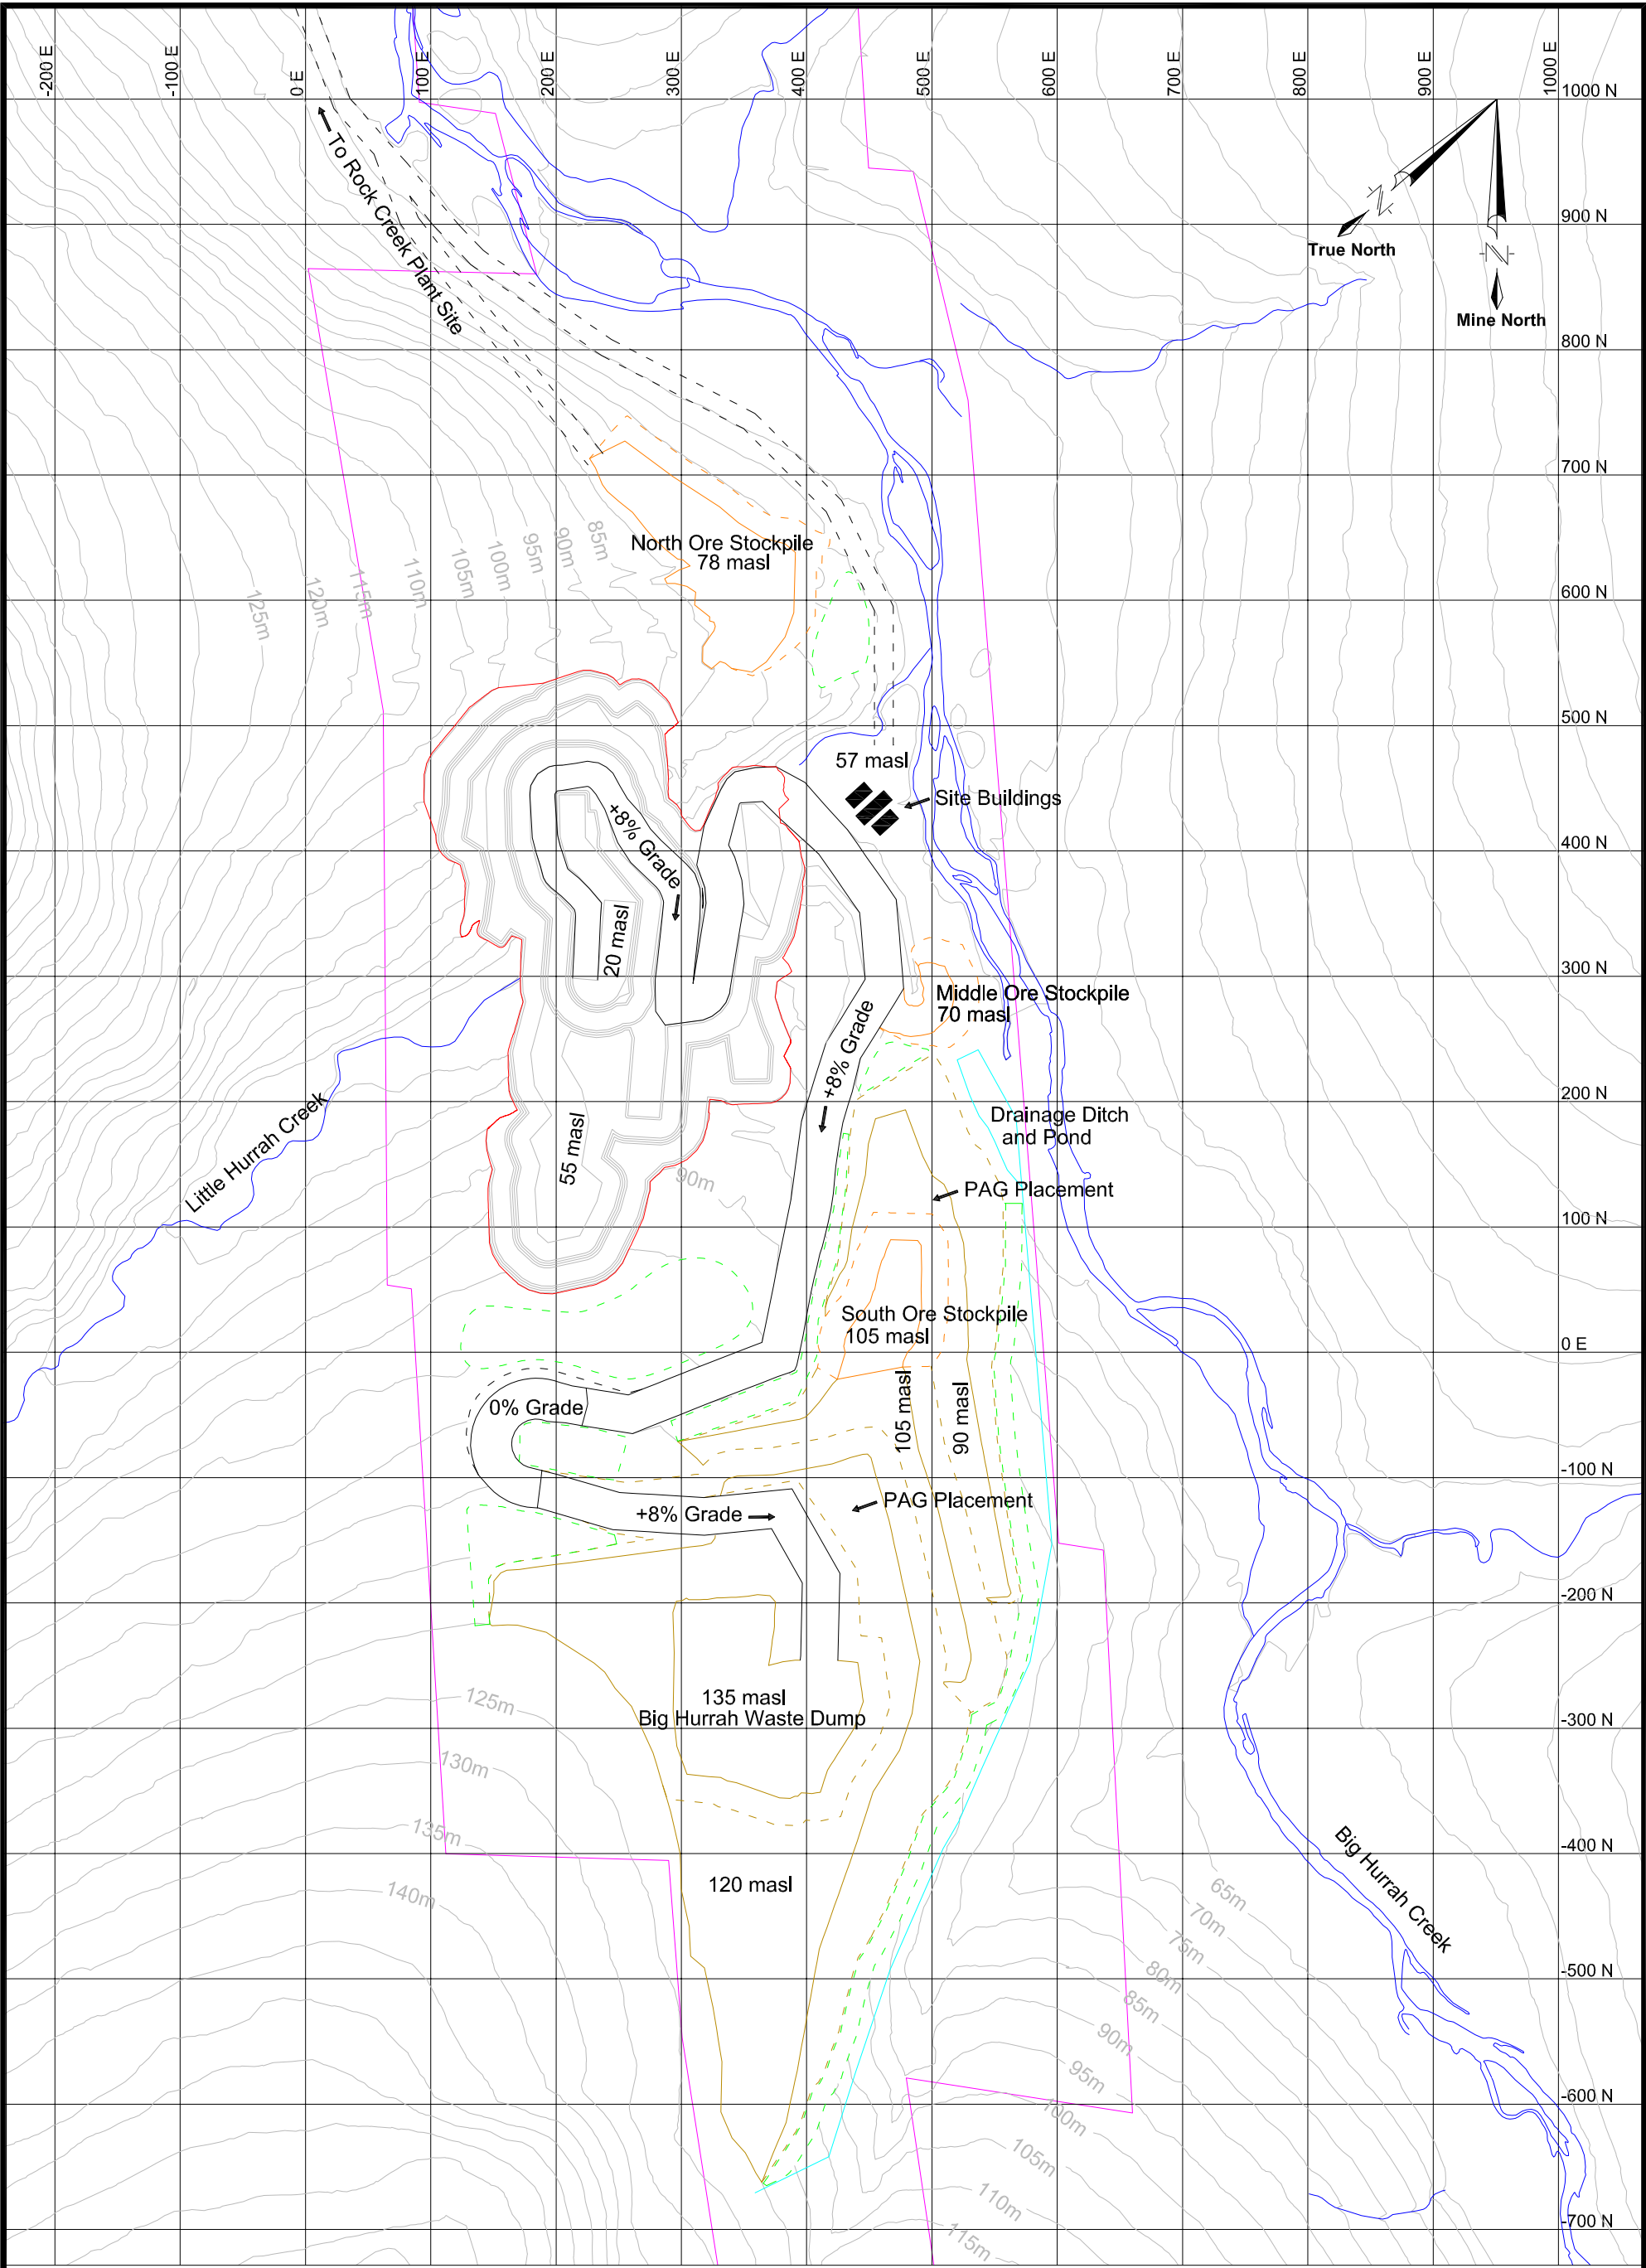 -200 E
-100 E
0 E
100 E
200 E
300 E
400 E
500 E
600 E
700 E
800 E
900 E
1000 E
1000 N
To Rock Creek Plant Site
N
N
True North
Mine North
900 N
800 N
700 N
600 N
500 N
400 N
300 N
200 N
100 N
0 E
-100 N
-200 N
-300 N
-400 N
-500 N
-600 N
-700 N
North Ore Stockpile
78 masl
85m
90m
95m
100m
105m
110m
115m
120m
125m
57 masl
Site Buildings
+8% Grade
20 masl
Middle Ore Stockpile
70 masl
+8% Grade
Little Hurrah Creek
55 masl
90m
Drainage Ditch
and Pond
PAG Placement
South Ore Stockpile
105 masl
0% Grade
105 masl
90 masl
+8% Grade
PAG Placement
135 masl
Big Hurrah Waste Dump
125m
130m
135m
140m
120 masl
Big Hurrah Creek
65m
70m
75m
80m
85m
90m
95m
100m
105m
110m
115m